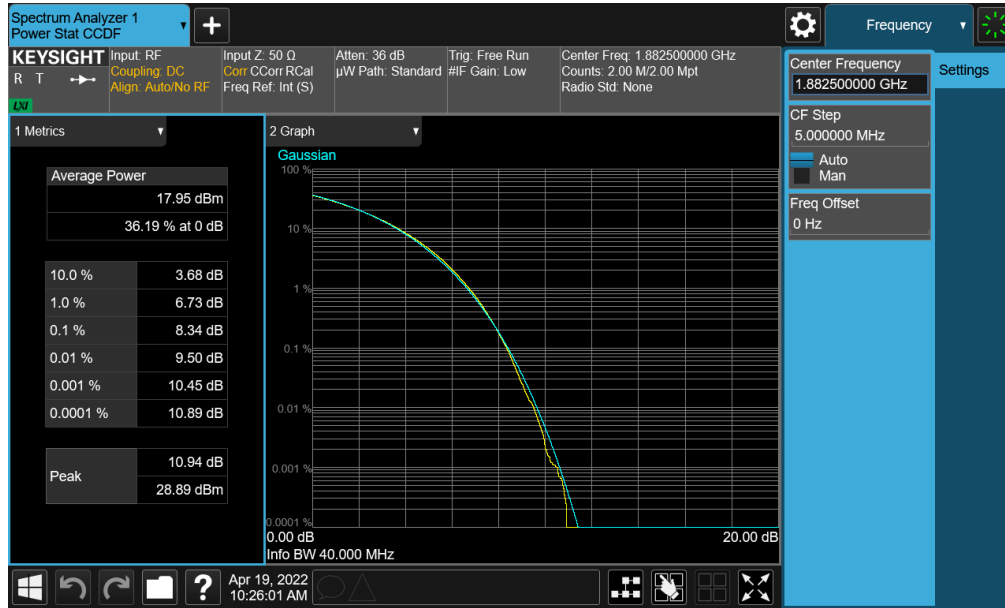 Spectrum Analyzer 1
Power Stat CCDF
+
Frequency
KEYSIGHT
R T
LXI
Input: RF
Coupling: DC
Align: Auto/No RF
Input Z: 50 Ω
Corr CCorr RCal
Freq Ref: Int (S)
Atten: 36 dB
µW Path: Standard
Trig: Free Run
#IF Gain: Low
Center Freq: 1.882500000 GHz
Counts: 2.00 M/2.00 Mpt
Radio Std: None
Center Frequency
1.882500000 GHz
Settings
CF Step
5.000000 MHz
Auto
Man
Freq Offset
0 Hz
1 Metrics
Average Power
17.95 dBm
36.19 % at 0 dB
10.0 % 3.68 dB
1.0 % 6.73 dB
0.1 % 8.34 dB
0.01 % 9.50 dB
0.001 % 10.45 dB
0.0001 % 10.89 dB
Peak
10.94 dB
28.89 dBm
2 Graph
Gaussian
100 %
10 %
1 %
0.1 %
0.01 %
0.001 %
0.0001 %
0.00 dB 20.00 dB
Info BW 40.000 MHz
?
Apr 19, 2022
10:26:01 AM